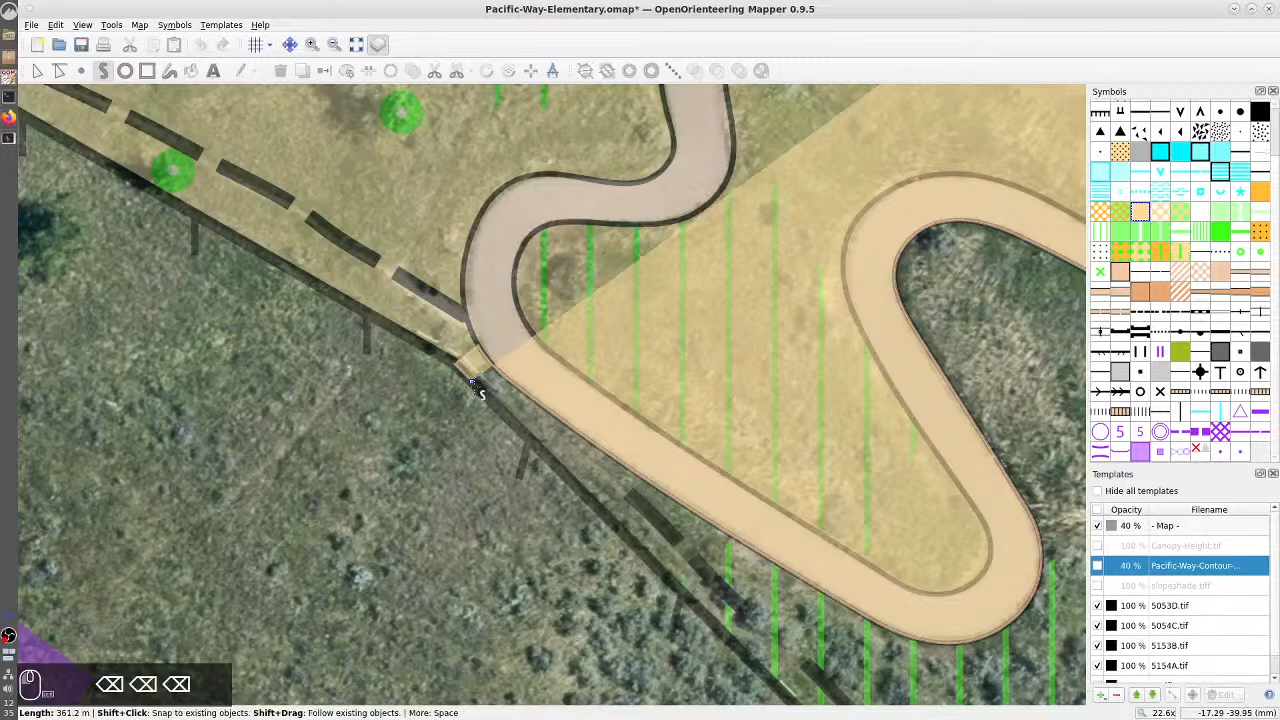 Pacific-Way-Elementary.omap* — OpenOrienteering Mapper 0.9.5
File Edit View Tools Map Symbols Templates Help
Symbols
Templates
Hide all templates
Opacity Filename
40 % - Map -
100 % Canopy-Height.tif
40 % Pacific-Way-Contour-...
100 % slopeshade.tiff
100 % 5053D.tif
100 % 5054C.tif
100 % 5153B.tif
100 % 5154A.tif
Edit
12
35
Length: 361.2 m | Shift+Click: Snap to existing objects. Shift+Drag: Follow existing objects. | More: Space
22.6x
-17.29 -39.95 (mm)